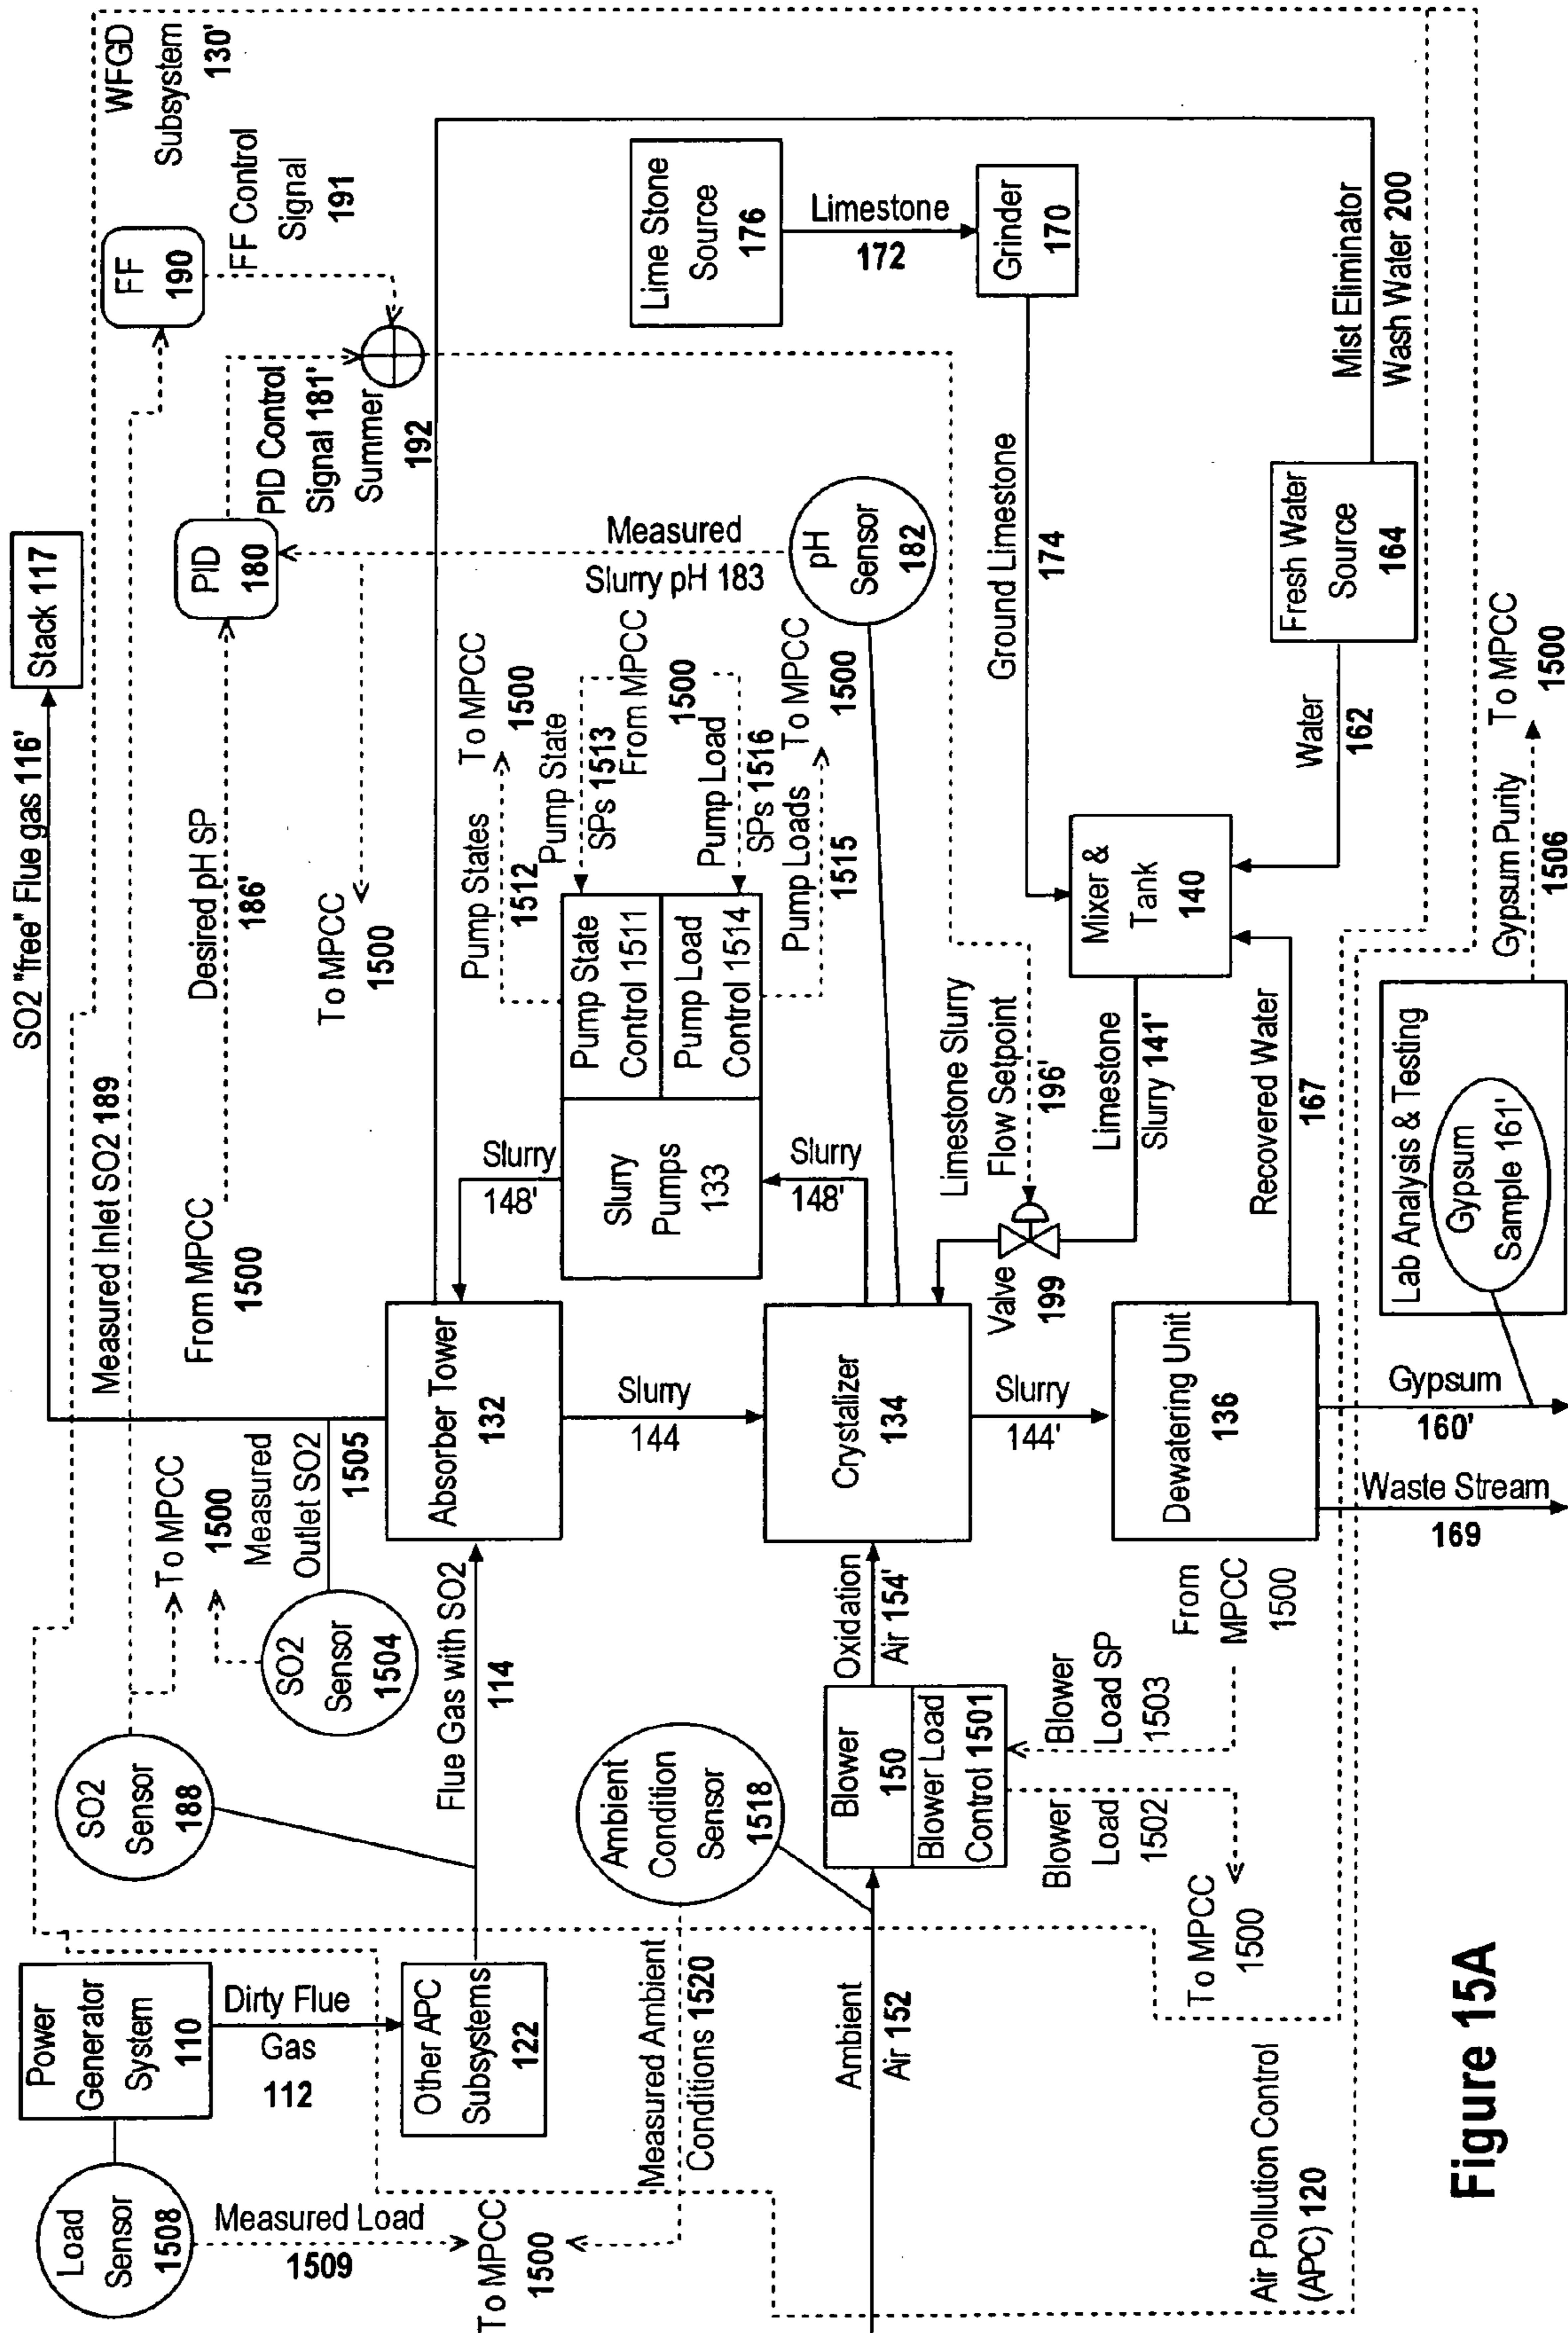 Load
Sensor
1508
Measured Load
1509
To MPCC
1500
Power
Generator
System
110
Dirty Flue
Gas
112
Other APC
Subsystems
122
Measured Ambient
Conditions 1520
Ambient
Air 152
Air Pollution Control
(APC) 120
SO2
Sensor
188
To MPCC
1500
Measured
Outlet SO2
1505
SO2
Sensor
1504
Flue Gas with SO2
114
Ambient
Condition
Sensor
1518
Blower
150
Blower Load
Control 1501
Oxidation
Air 154'
Blower
Load SP
1503
Blower
Load
1502
From
MPCC
1500
To MPCC
1500
SO2 "free" Flue gas 116'
Stack 117
Measured Inlet SO2 189
From MPCC
1500
Desired pH SP
186'
To MPCC
1500
Absorber Tower
132
Slurry
144
Crystalizer
134
Slurry
144'
Dewatering Unit
136
Waste Stream
169
Gypsum
160'
Slurry
148'
Slurry
148'
Slurry
Pumps
133
Pump State
Control 1511
Pump Load
Control 1514
Pump States
1512
To MPCC
1500
Pump State
SPs 1513
From MPCC
1500
Pump Load
SPs 1516
Pump Loads
1515
To MPCC
1500
PID
180
PID Control
Signal 181'
Summer
192
FF
190
FF Control
Signal
191
WFGD
Subsystem
130'
Measured
Slurry pH 183
pH
Sensor
182
Valve
199
Limestone Slurry
Flow Setpoint
196'
Limestone
Slurry 141'
Recovered Water
167
Mixer &
Tank
140
Ground Limestone
174
Lime Stone
Source
176
Limestone
172
Grinder
170
Water
162
Fresh Water
Source
164
Mist Eliminator
Wash Water 200
Lab Analysis & Testing
Gypsum
Sample 161'
Gypsum Purity
1506
To MPCC
1500
Figure 15A